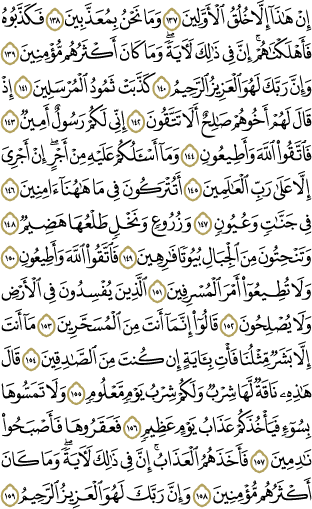 إِنْ هَٰذَآ إِلَّا خُلُقُ ٱلْأَوَّلِينَ ١٣٧ وَمَا نَحْنُ بِمُعَذَّبِينَ ١٣٨ فَكَذَّبُوهُ
فَأَهْلَكْنَٰهُمْ ۗ إِنَّ فِى ذَٰلِكَ لَءَايَةً ۖ وَمَا كَانَ أَكْثَرُهُم مُّؤْمِنِينَ ١٣٩
وَإِنَّ رَبَّكَ لَهُوَ ٱلْعَزِيزُ ٱلرَّحِيمُ ١٤٠ كَذَّبَتْ ثَمُودُ ٱلْمُرْسَلِينَ ١٤١ إِذْ
قَالَ لَهُمْ أَخُوهُمْ صَٰلِحٌ أَلَا تَتَّقُونَ ١٤٢ إِنِّى لَكُمْ رَسُولٌ أَمِينٌ ١٤٣
فَٱتَّقُوا۟ ٱللَّهَ وَأَطِيعُونِ ١٤٤ وَمَآ أَسْـَٔلُكُمْ عَلَيْهِ مِنْ أَجْرٍ ۖ إِنْ أَجْرِىَ
إِلَّا عَلَىٰ رَبِّ ٱلْعَٰلَمِينَ ١٤٥ أَتُتْرَكُونَ فِى مَا هَٰهُنَآ ءَامِنِينَ ١٤٦
فِى جَنَّٰتٍ وَعُيُونٍ ١٤٧ وَزُرُوعٍ وَنَخْلٍ طَلْعُهَا هَضِيمٌ ١٤٨
وَتَنْحِتُونَ مِنَ ٱلْجِبَالِ بُيُوتًا فَٰرِهِينَ ١٤٩ فَٱتَّقُوا۟ ٱللَّهَ وَأَطِيعُونِ ١٥٠
وَلَا تُطِيعُوٓا۟ أَمْرَ ٱلْمُسْرِفِينَ ١٥١ ٱلَّذِينَ يُفْسِدُونَ فِى ٱلْأَرْضِ
وَلَا يُصْلِحُونَ ١٥٢ قَالُوٓا۟ إِنَّمَآ أَنتَ مِنَ ٱلْمُسَحَّرِينَ ١٥٣ مَآ أَنتَ
إِلَّا بَشَرٌ مِّثْلُنَا فَأْتِ بِـَٔايَةٍ إِن كُنتَ مِنَ ٱلصَّٰدِقِينَ ١٥٤ قَالَ
هَٰذِهِۦ نَاقَةٌ لَّهَا شِرْبٌ وَلَكُمْ شِرْبُ يَوْمٍ مَّعْلُومٍ ١٥٥ وَلَا تَمَسُّوهَا
بِسُوٓءٍ فَيَأْخُذَكُمْ عَذَابُ يَوْمٍ عَظِيمٍ ١٥٦ فَعَقَرُوهَا فَأَصْبَحُوا۟
نَٰدِمِينَ ١٥٧ فَأَخَذَهُمُ ٱلْعَذَابُ ۗ إِنَّ فِى ذَٰلِكَ لَءَايَةً ۖ وَمَا كَانَ
أَكْثَرُهُم مُّؤْمِنِينَ ١٥٨ وَإِنَّ رَبَّكَ لَهُوَ ٱلْعَزِيزُ ٱلرَّحِيمُ ١٥٩